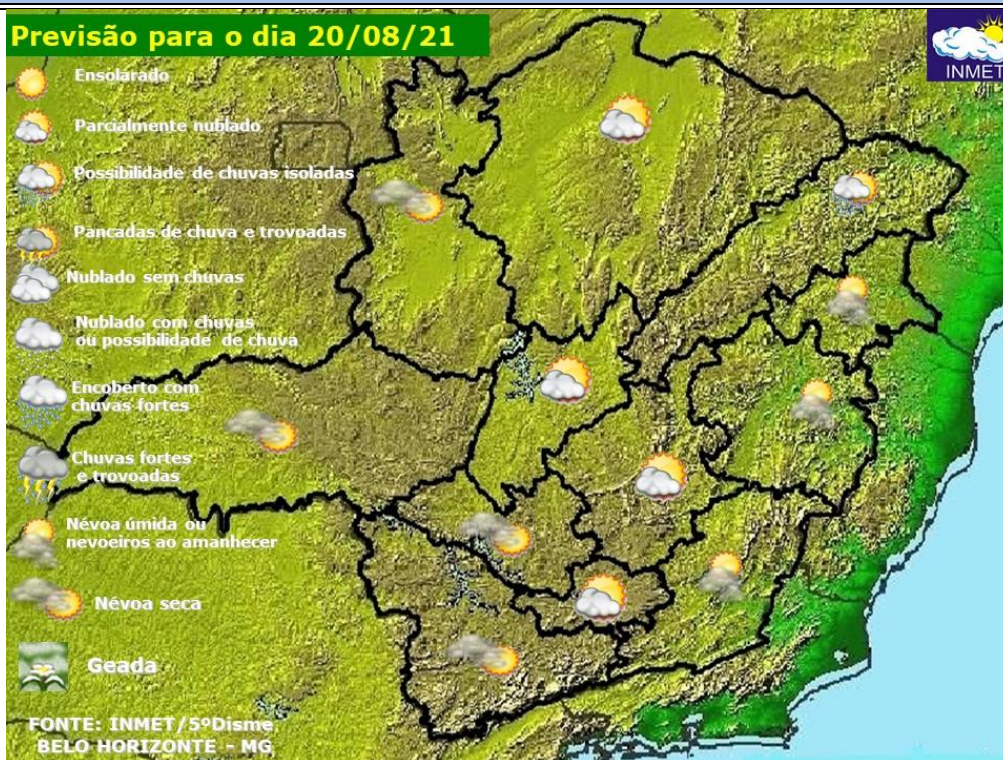 Previsão para o dia 20/08/21
INMET
Ensolarado
Parcialmente nublado
Possibilidade de chuvas isoladas
Pancadas de chuva e trovoadas
Nublado sem chuvas
Nublado com chuvas
ou possibilidade de chuva
Encoberto com
chuvas fortes
Chuvas fortes
e trovoadas
Névoa úmida ou
nevoeiros ao amanhecer
Névoa seca
Geada
FONTE: INMET/5ºDisme
BELO HORIZONTE - MG